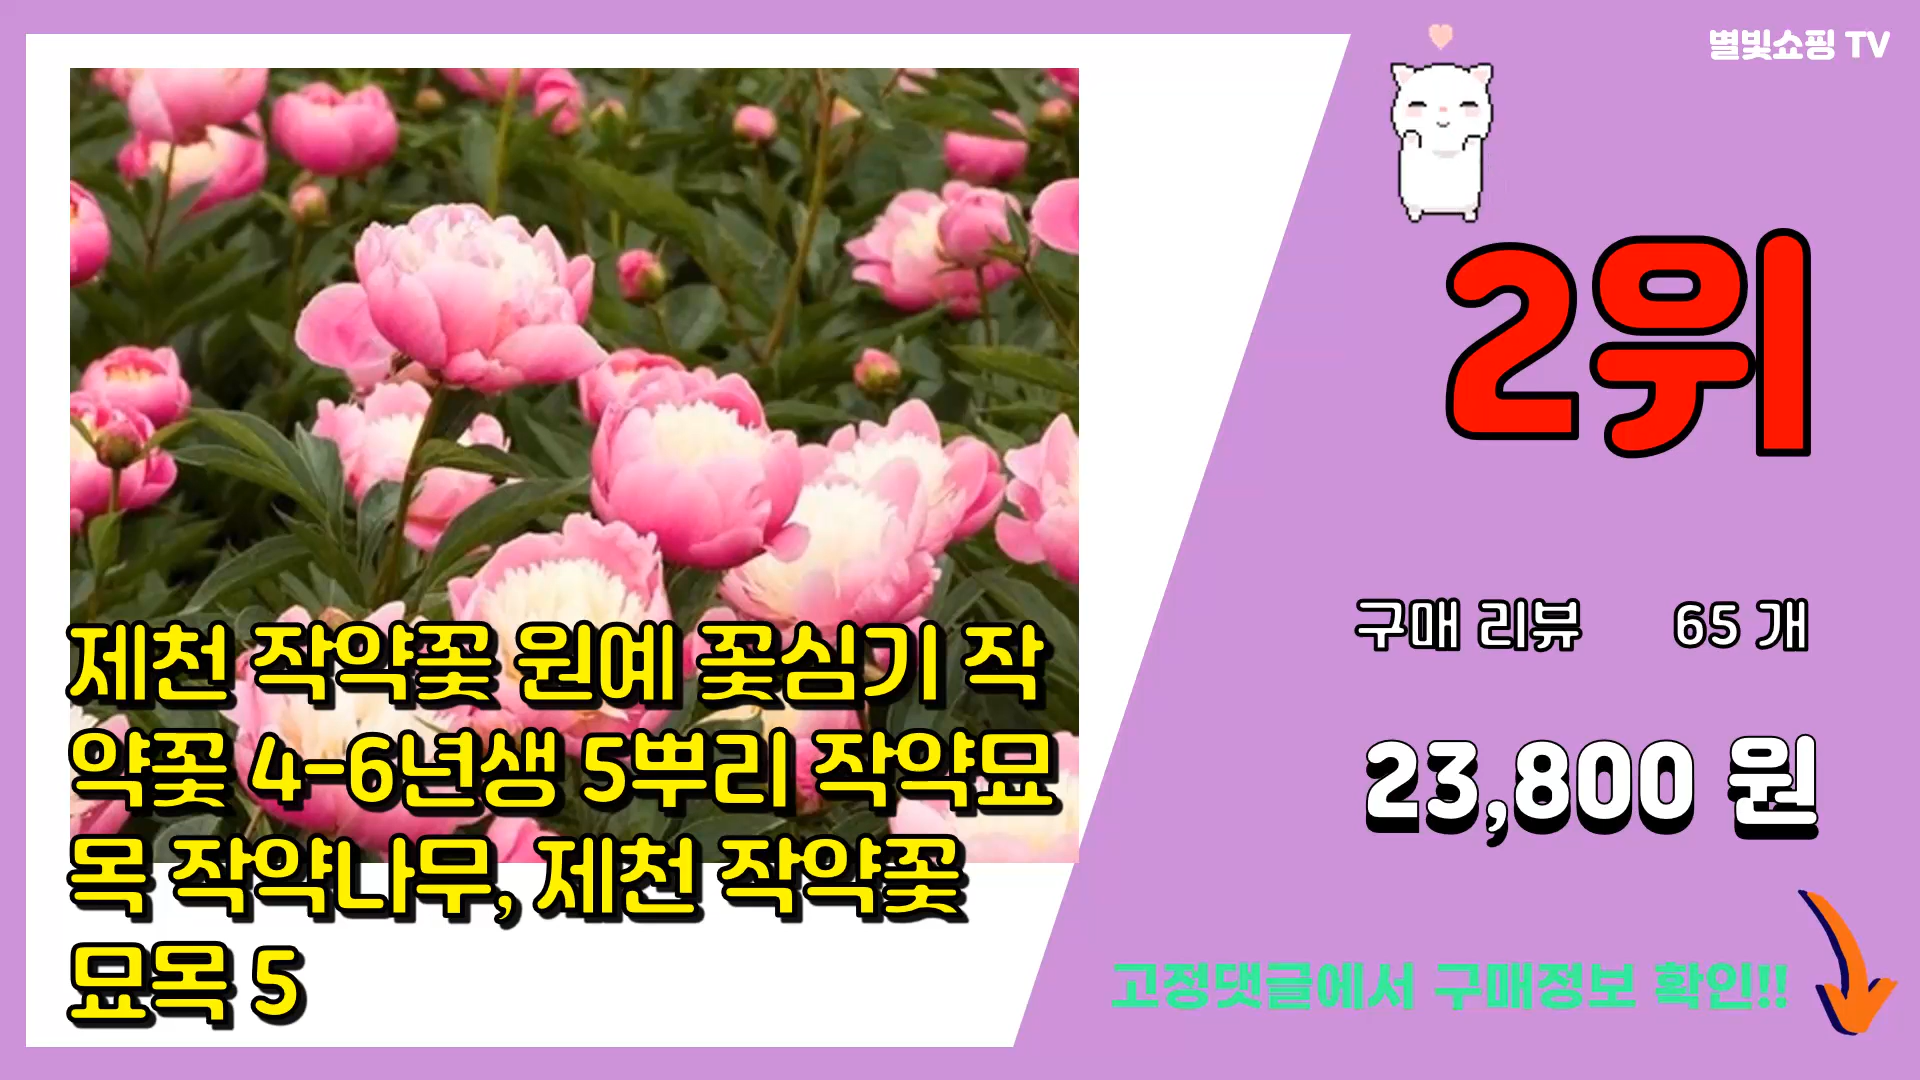 별빛쇼핑 TV
2위
구매 리뷰 65 개
23,800 원
제천 작약꽃 원예 꽃심기 작
약꽃 4-6년생 5뿌리 작약묘
목 작약나무, 제천 작약꽃
묘목 5
고정댓글에서 구매정보 확인!!